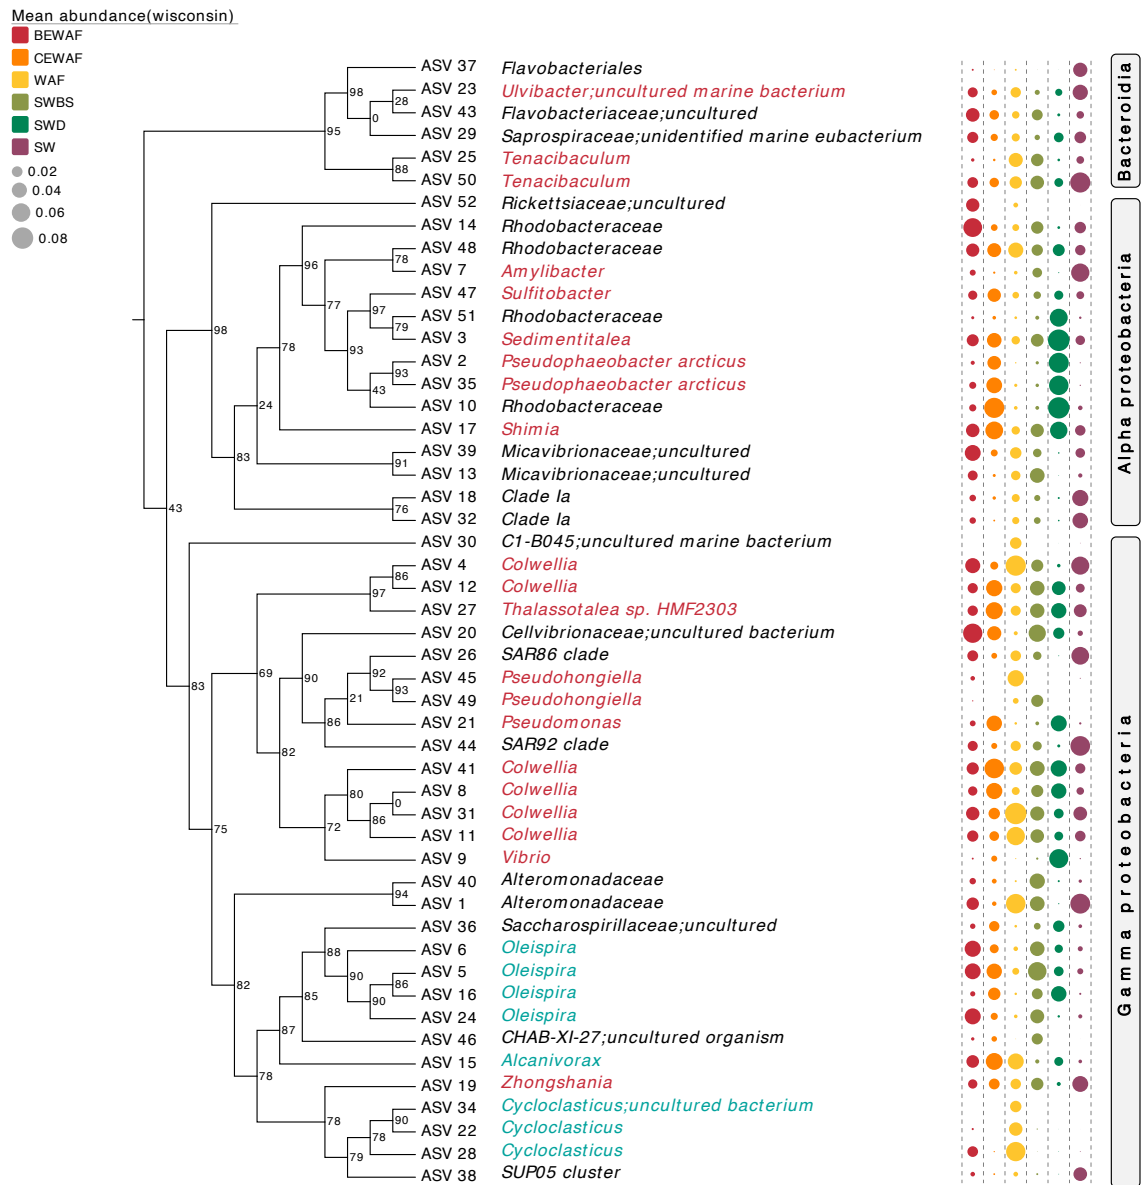 Mean abundance(wisconsin)
BEWAF
CEWAF
WAF
SWBS
SWD
SW
0.02
0.04
0.06
0.08
ASV 37 Flavobacteriales
98
ASV 23 Ulvibacter;uncultured marine bacterium
28
ASV 43 Flavobacteriaceae;uncultured
0
95
ASV 29 Saprospiraceae;unidentified marine eubacterium
ASV 25 Tenacibaculum
88
ASV 50 Tenacibaculum
Bacteroidia
ASV 52 Rickettsiaceae;uncultured
ASV 14 Rhodobacteraceae
ASV 48 Rhodobacteraceae
96
78
ASV 7 Amylibacter
ASV 47 Sulfitobacter
77
97
ASV 51 Rhodobacteraceae
98
79
ASV 3 Sedimentitalea
78
93
ASV 2 Pseudophaeobacter arcticus
93
ASV 35 Pseudophaeobacter arcticus
43
24
ASV 10 Rhodobacteraceae
ASV 17 Shimia
ASV 39 Micavibrionaceae;uncultured
83
91
ASV 13 Micavibrionaceae;uncultured
ASV 18 Clade Ia
43
76
ASV 32 Clade Ia
Alpha proteobacteria
ASV 30 C1-B045;uncultured marine bacterium
ASV 4 Colwellia
86
ASV 12 Colwellia
97
ASV 27 Thalassotalea sp. HMF2303
ASV 20 Cellvibrionaceae;uncultured bacterium
ASV 26 SAR86 clade
69
90
92
ASV 45 Pseudohongiella
83
93
21
ASV 49 Pseudohongiella
86
ASV 21 Pseudomonas
ASV 44 SAR92 clade
82
ASV 41 Colwellia
80
ASV 8 Colwellia
0
ASV 31 Colwellia
75
72
86
ASV 11 Colwellia
ASV 9 Vibrio
ASV 40 Alteromonadaceae
94
ASV 1 Alteromonadaceae
ASV 36 Saccharospirillaceae;uncultured
88
ASV 6 Oleispira
ASV 5 Oleispira
90
86
82
ASV 16 Oleispira
85
90
ASV 24 Oleispira
87
ASV 46 CHAB-XI-27;uncultured organism
ASV 15 Alcanivorax
78
ASV 19 Zhongshania
ASV 34 Cycloclasticus;uncultured bacterium
78
90
ASV 22 Cycloclasticus
78
ASV 28 Cycloclasticus
79
ASV 38 SUP05 cluster
Gamma proteobacteria